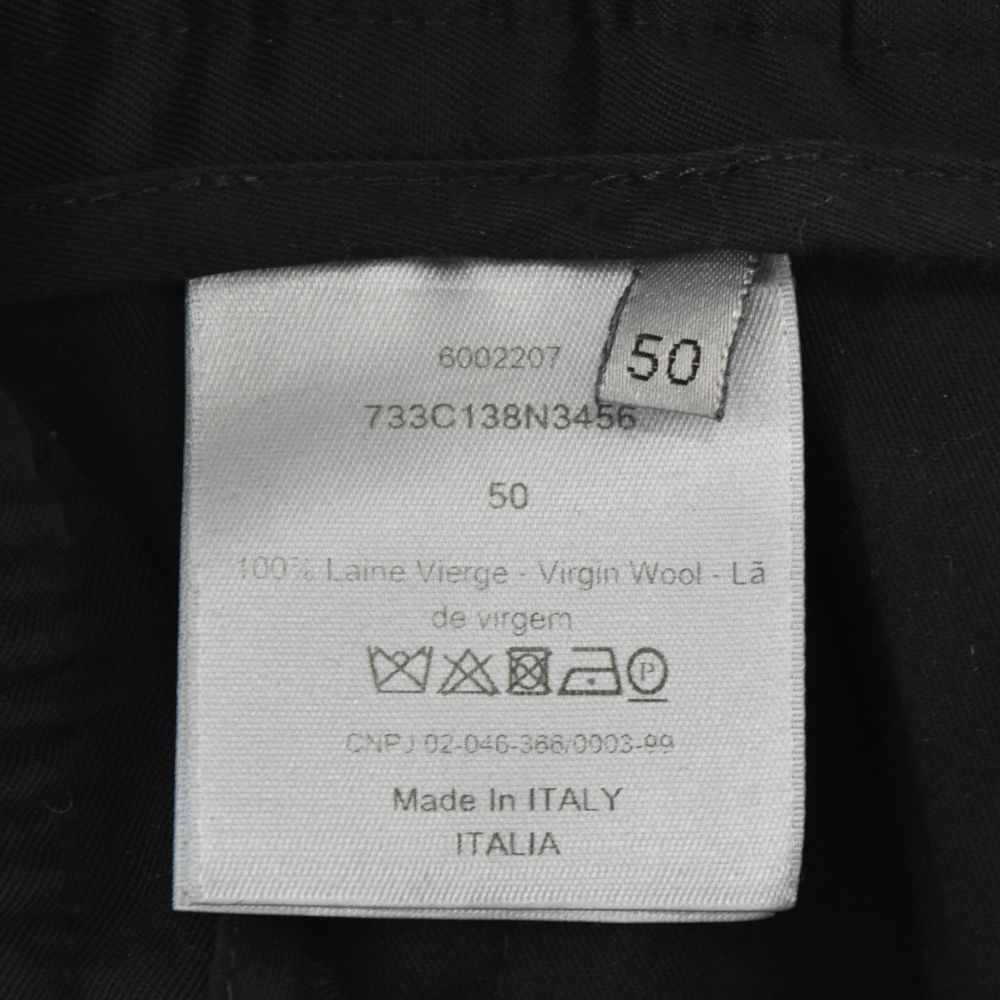 6002207
50
733C138N3456
50
100% Laine Vierge - Virgin Wool - Lã
de virgem
P
CNPJ 02-046-366/0003-99
Made In ITALY
ITALIA